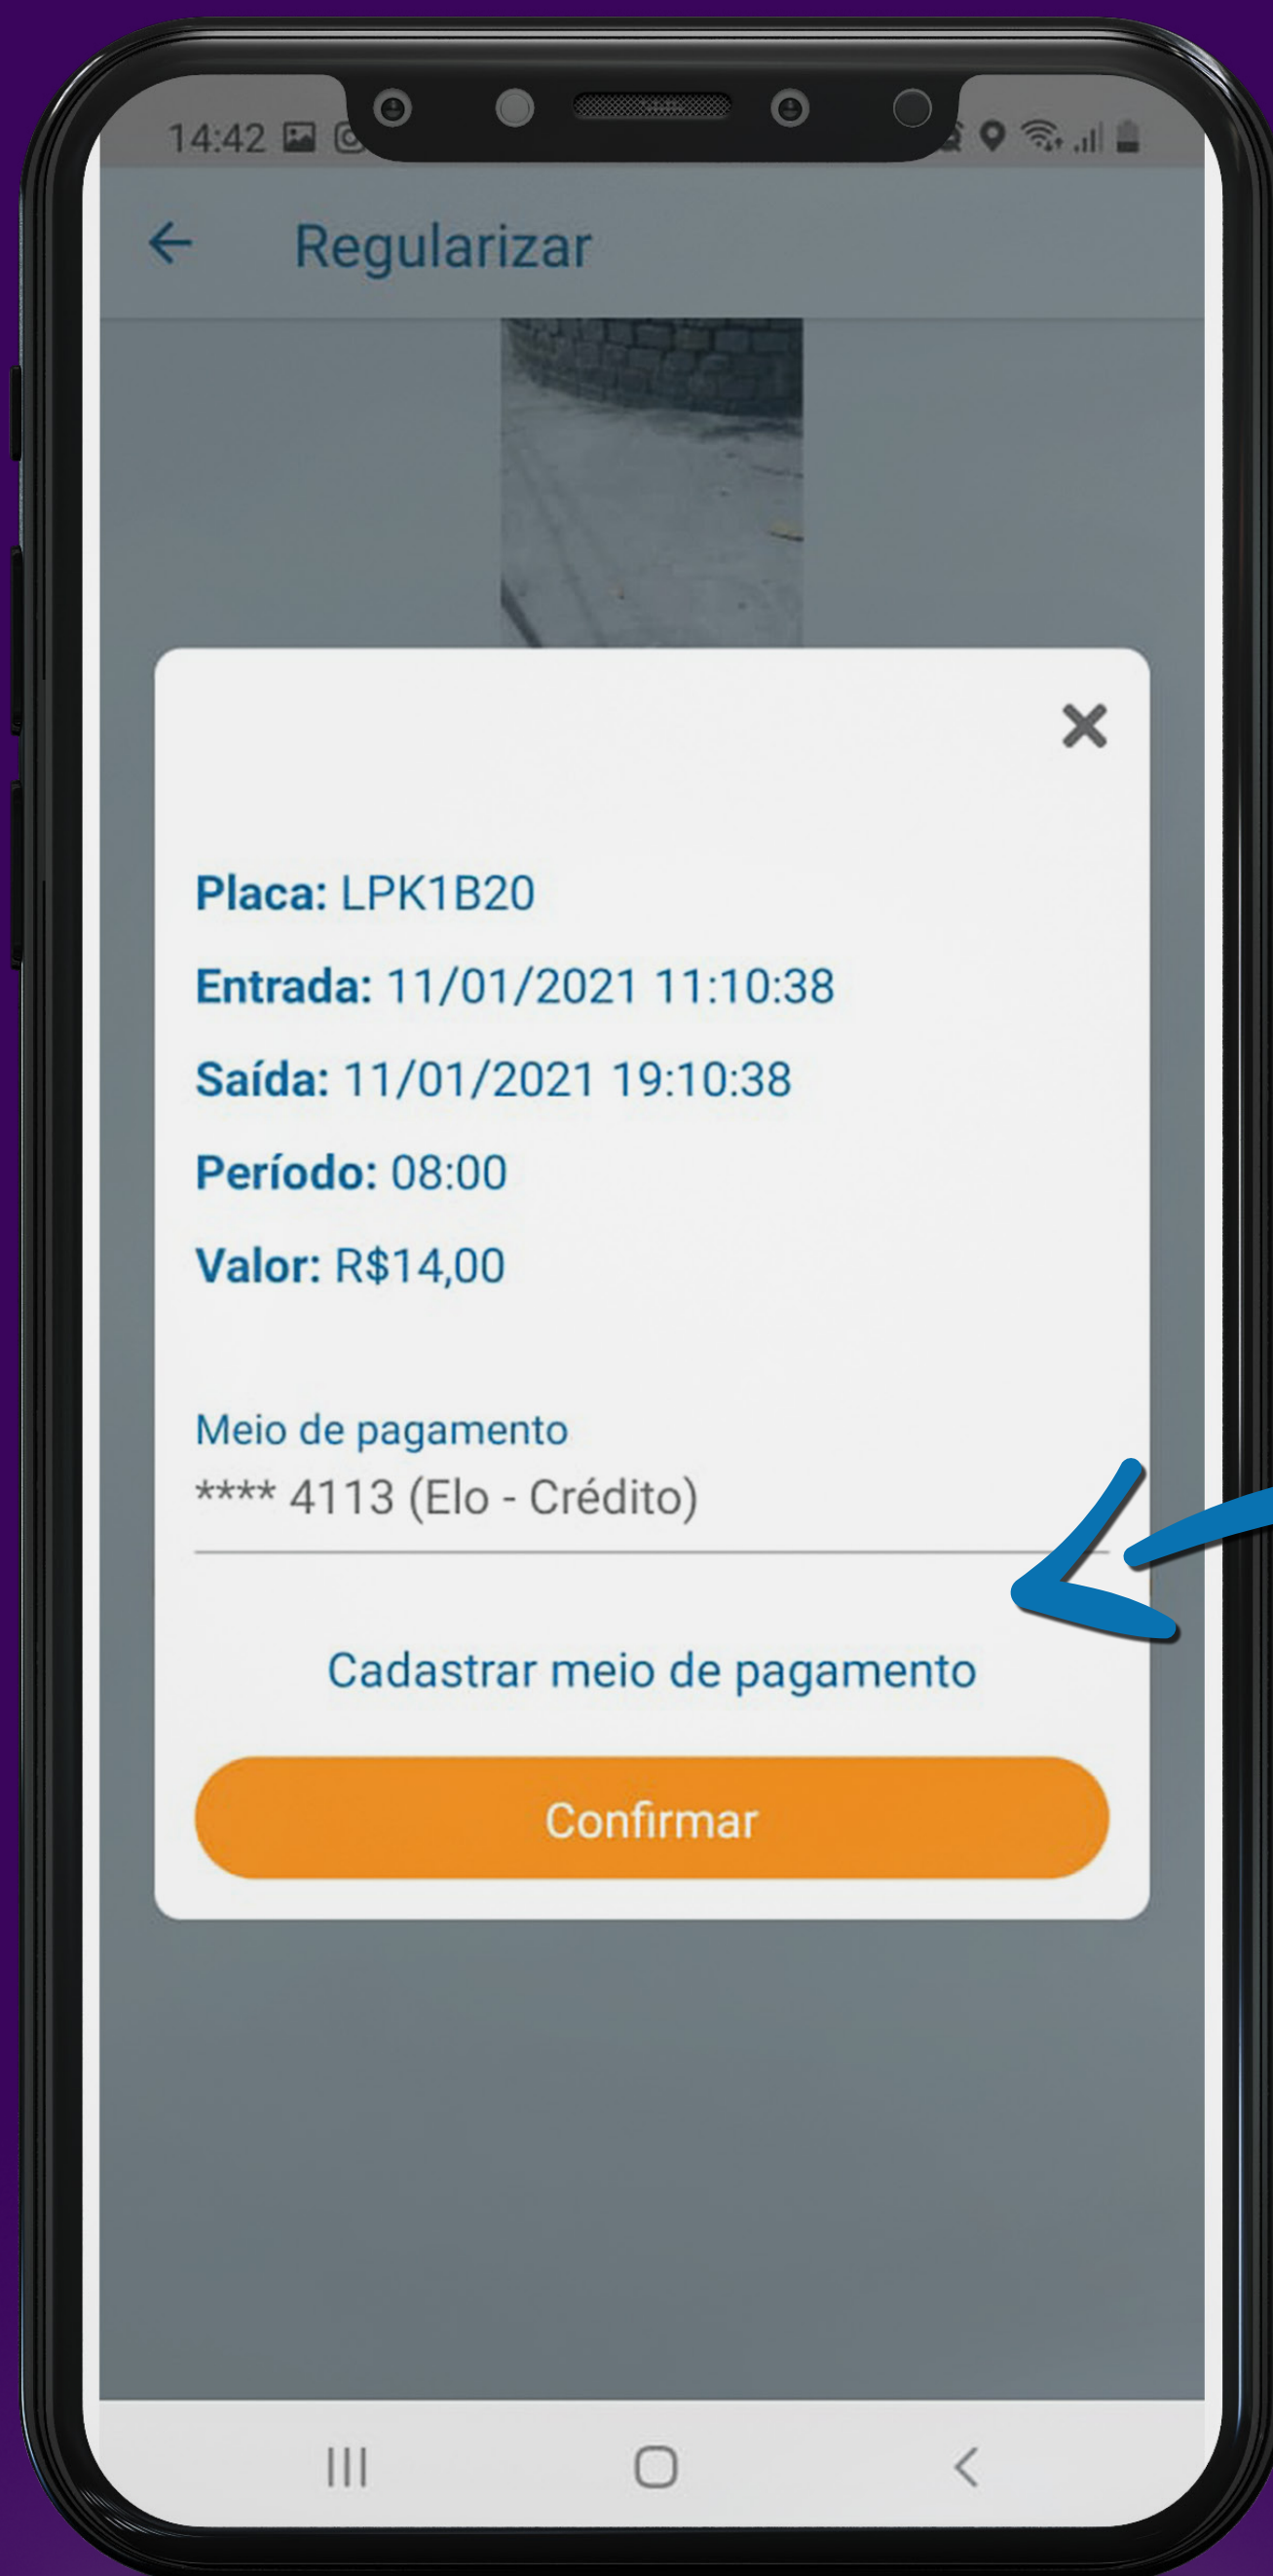 14:42
Regularizar
Placa: LPK1B20
Entrada: 11/01/2021 11:10:38
Saída: 11/01/2021 19:10:38
Período: 08:00
Valor: R$14,00
Meio de pagamento
**** 4113 (Elo - Crédito)
Cadastrar meio de pagamento
Confirmar